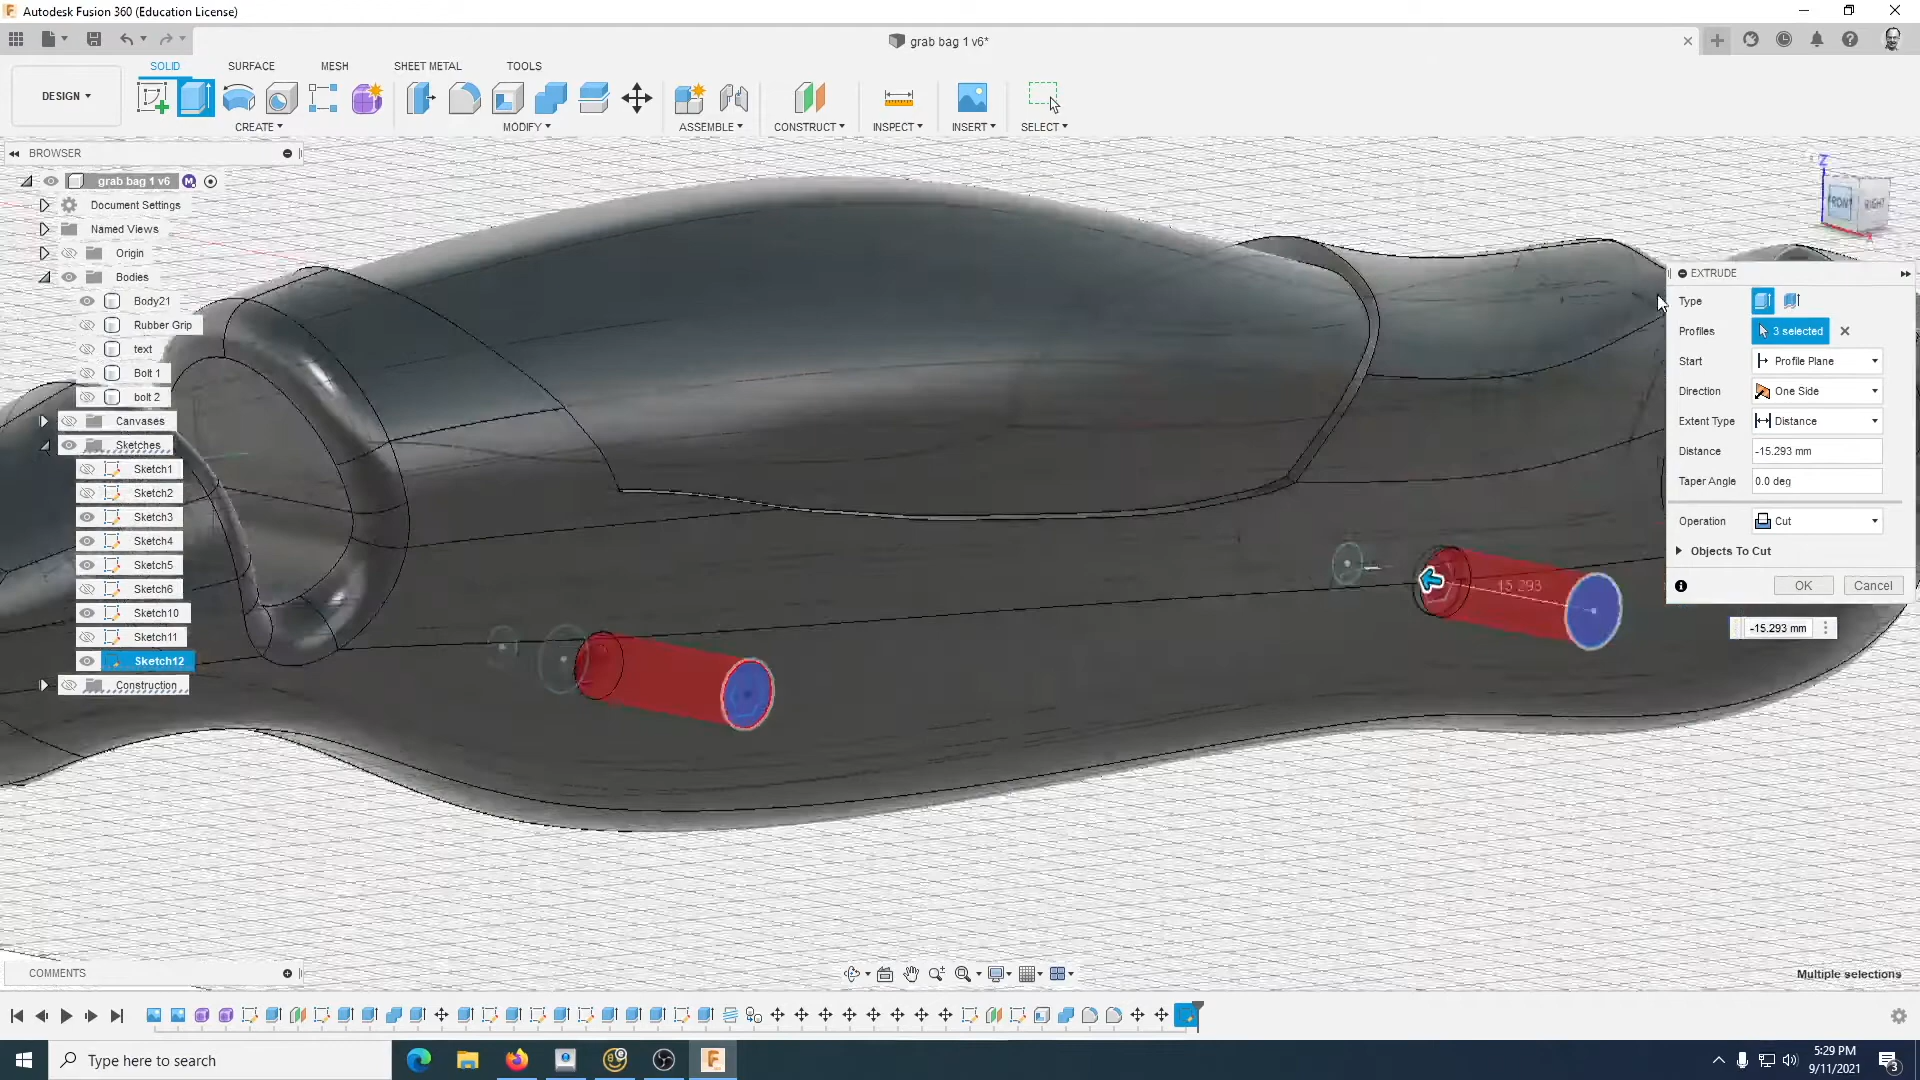 Autodesk Fusion 360 (Education License)
grab bag 1 v6*
DESIGN
SOLID
SURFACE
MESH
SHEET METAL
TOOLS
CREATE
MODIFY
ASSEMBLE
CONSTRUCT
INSPECT
INSERT
SELECT
BROWSER
grab bag 1 v6
M
Document Settings
Named Views
Origin
Bodies
Body21
Rubber Grip
text
Bolt 1
bolt 2
Canvases
Sketches
Sketch1
Sketch2
Sketch3
Sketch4
Sketch5
Sketch6
Sketch10
Sketch11
Sketch12
Construction
Z
FRONT
RIGHT
X
EXTRUDE
Type
Profiles 3 selected
Start Profile Plane
Direction One Side
Extent Type Distance
Distance -15.293 mm
Taper Angle 0.0 deg
Operation Cut
Objects To Cut
OK Cancel
15.293
-15.293 mm
COMMENTS
Multiple selections
Type here to search
5:29 PM
9/11/2021
3